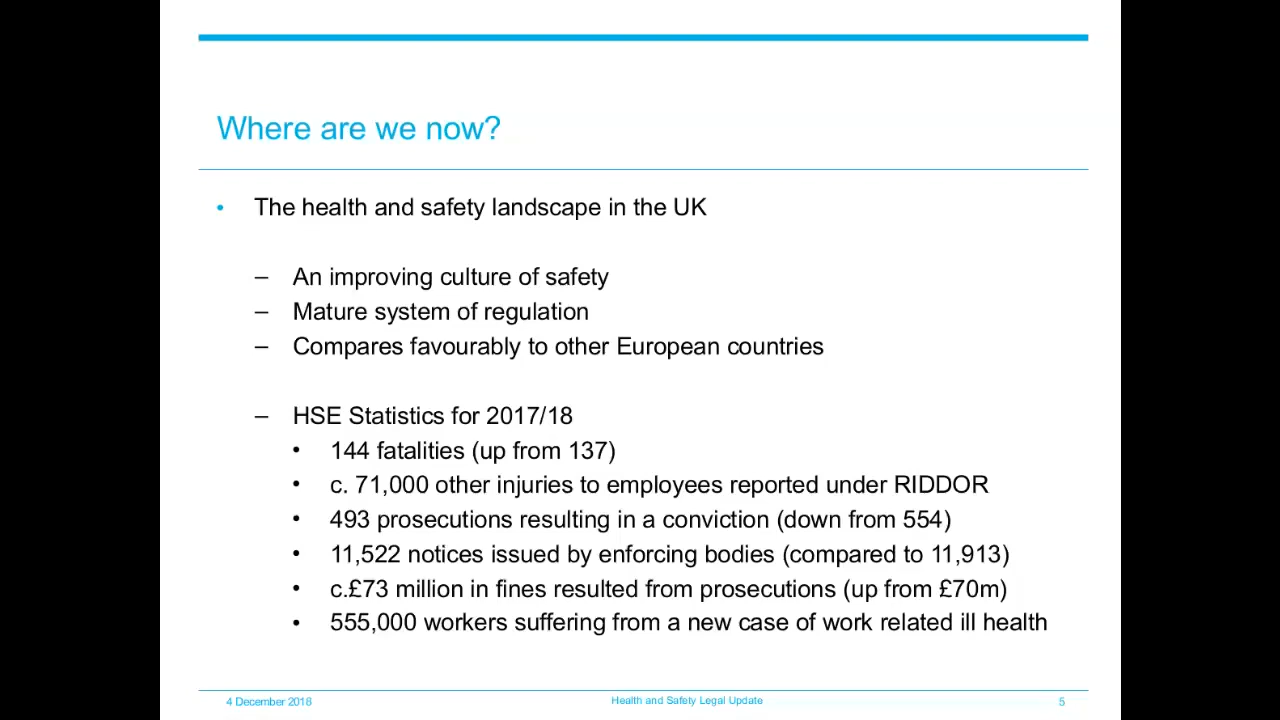 Where are we now?
• The health and safety landscape in the UK
– An improving culture of safety
– Mature system of regulation
– Compares favourably to other European countries
– HSE Statistics for 2017/18
• 144 fatalities (up from 137)
• c. 71,000 other injuries to employees reported under RIDDOR
• 493 prosecutions resulting in a conviction (down from 554)
• 11,522 notices issued by enforcing bodies (compared to 11,913)
• c.£73 million in fines resulted from prosecutions (up from £70m)
• 555,000 workers suffering from a new case of work related ill health
4 December 2018 Health and Safety Legal Update 5